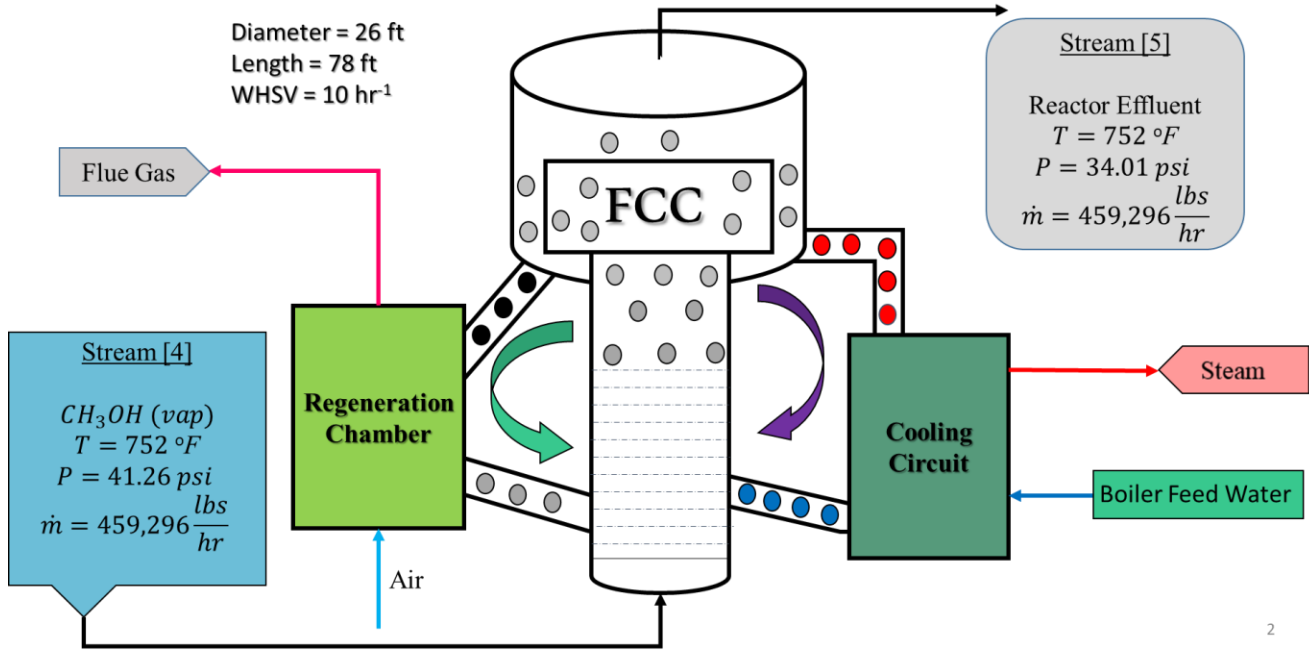 Diameter = 26 ft
Length = 78 ft
WHSV = 10 hr⁻¹
Stream [5]
Reactor Effluent
T = 752 °F
P = 34.01 psi
ṁ = 459,296 lbs/hr
Flue Gas
FCC
Stream [4]
CH₃OH (vap)
T = 752 °F
P = 41.26 psi
ṁ = 459,296 lbs/hr
Regeneration
Chamber
Cooling
Circuit
Steam
Boiler Feed Water
Air
2